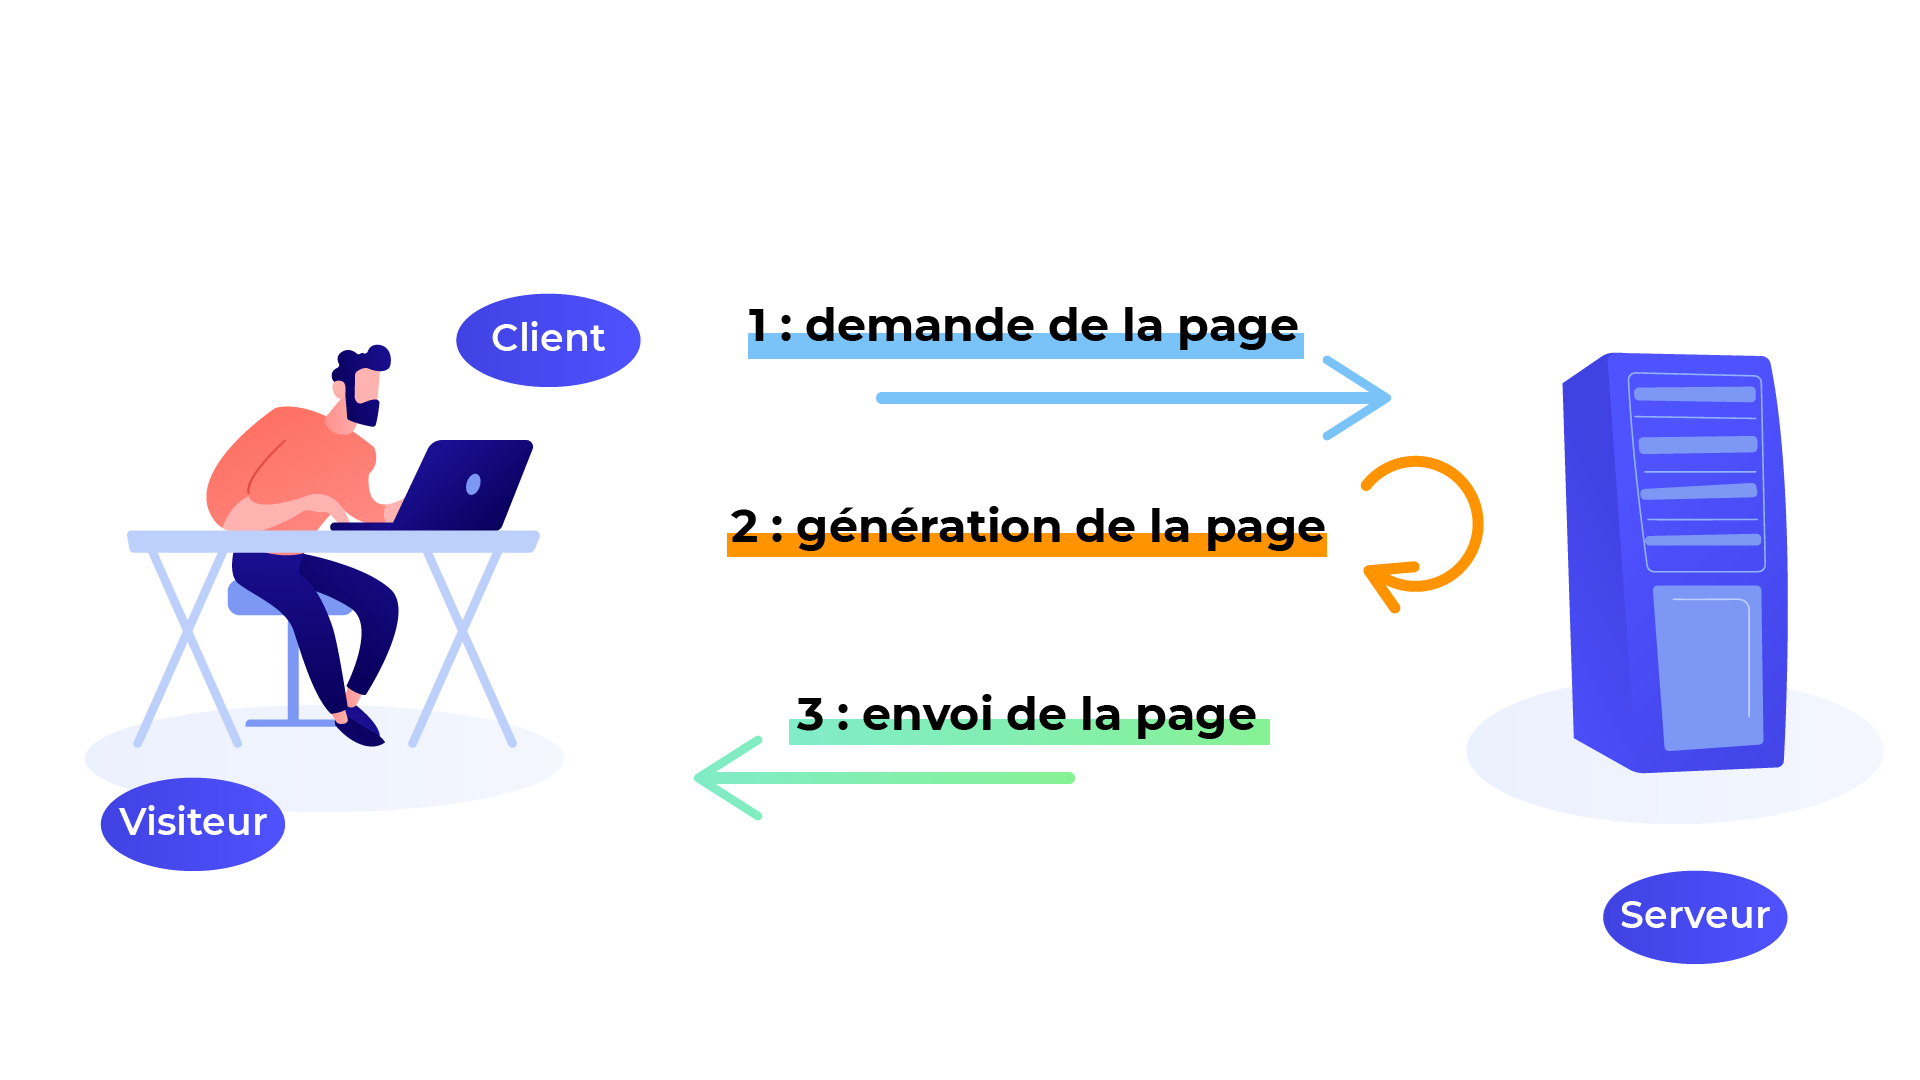 Client
1 : demande de la page
2 : génération de la page
3 : envoi de la page
Visiteur
Serveur